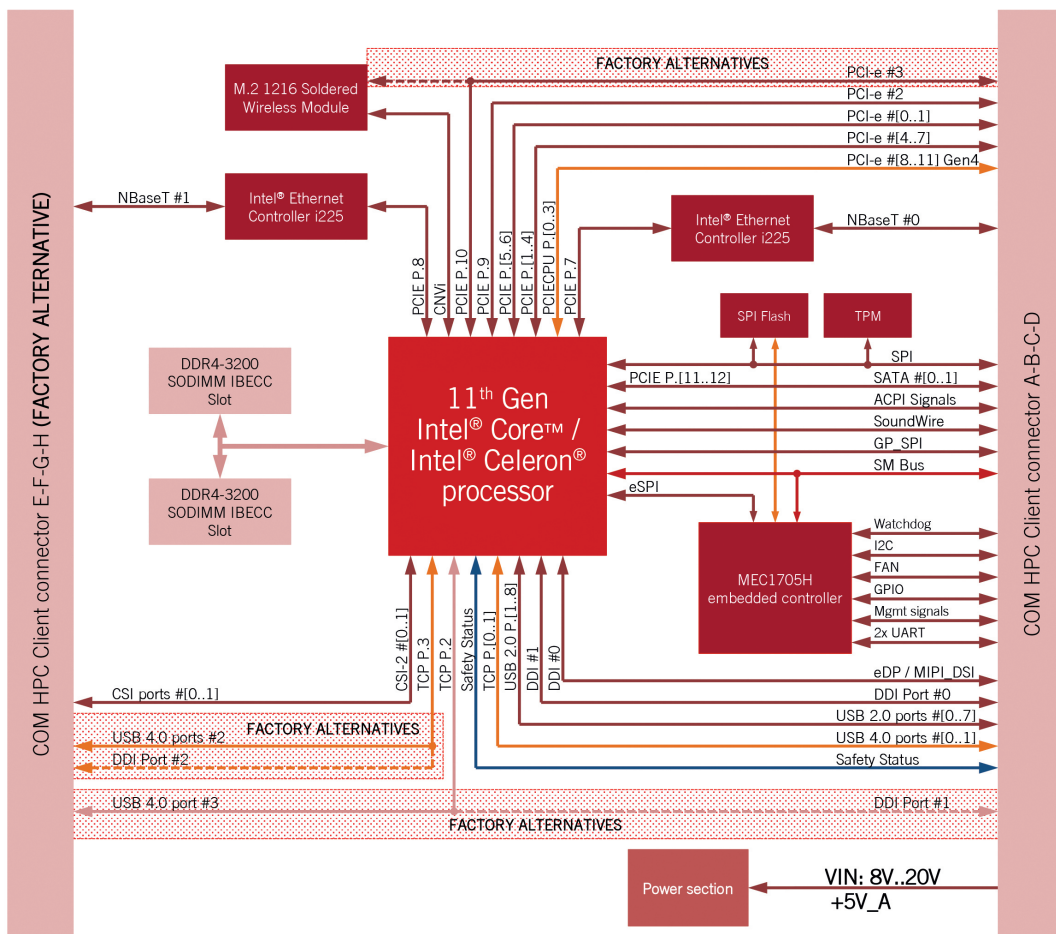 COM HPC Client connector E-F-G-H (FACTORY ALTERNATIVE)
COM HPC Client connector A-B-C-D
FACTORY ALTERNATIVES
M.2 1216 Soldered
Wireless Module
PCI-e #3
PCI-e #2
PCI-e #[0..1]
PCI-e #[4..7]
PCI-e #[8..11] Gen4
NBaseT #1
Intel® Ethernet
Controller i225
Intel® Ethernet
Controller i225
NBaseT #0
PCIE P.8
CNVi
PCIE P.10
PCIE P.9
PCIE P.[5..6]
PCIE P.[1..4]
PCIECPU P.[0..3]
PCIE P.7
SPI Flash
TPM
DDR4-3200
SODIMM IBECC
Slot
DDR4-3200
SODIMM IBECC
Slot
11th Gen
Intel® Core™ /
Intel® Celeron®
processor
SPI
PCIE P.[11..12]
SATA #[0..1]
ACPI Signals
SoundWire
GP_SPI
SM Bus
eSPI
MEC1705H
embedded controller
Watchdog
I2C
FAN
GPIO
Mgmt signals
2x UART
CSI-2 #[0..1]
TCP P.3
TCP P.2
Safety Status
TCP P.[0..1]
USB 2.0 P.[1..8]
DDI #1
DDI #0
eDP / MIPI_DSI
CSI ports #[0..1]
DDI Port #0
USB 2.0 ports #[0..7]
FACTORY ALTERNATIVES
USB 4.0 ports #2
USB 4.0 ports #[0..1]
DDI Port #2
Safety Status
USB 4.0 port #3
DDI Port #1
FACTORY ALTERNATIVES
Power section
VIN: 8V..20V
+5V_A